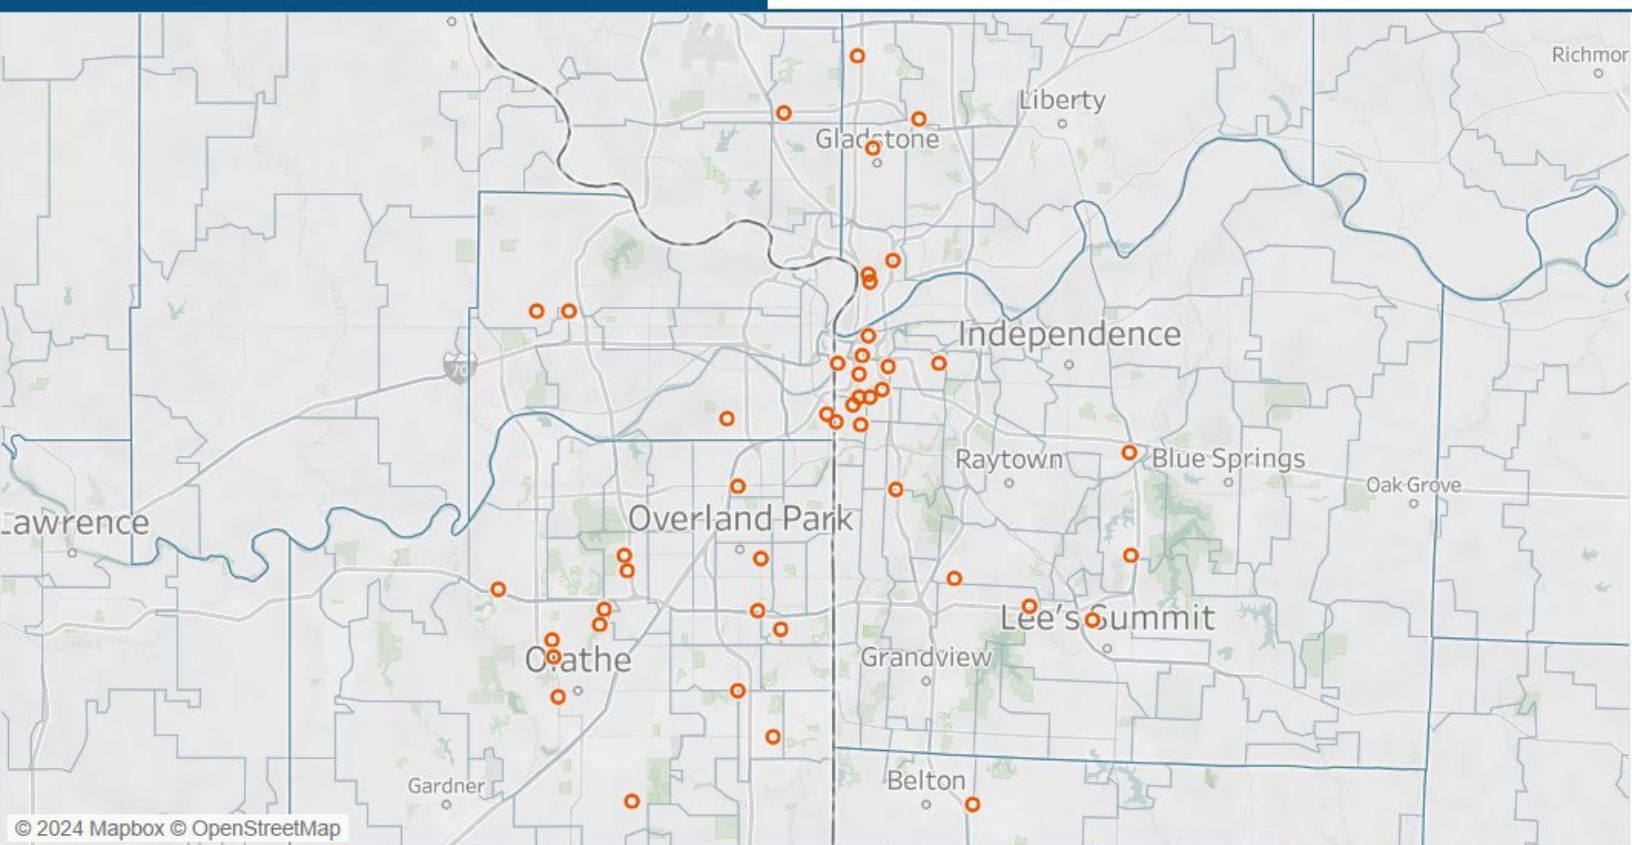 Richmor
Liberty
Gladstone
Independence
70
Raytown
Blue Springs
Oak Grove
Lawrence
Overland Park
Lee's Summit
Olathe
Grandview
Belton
Gardner
© 2024 Mapbox © OpenStreetMap